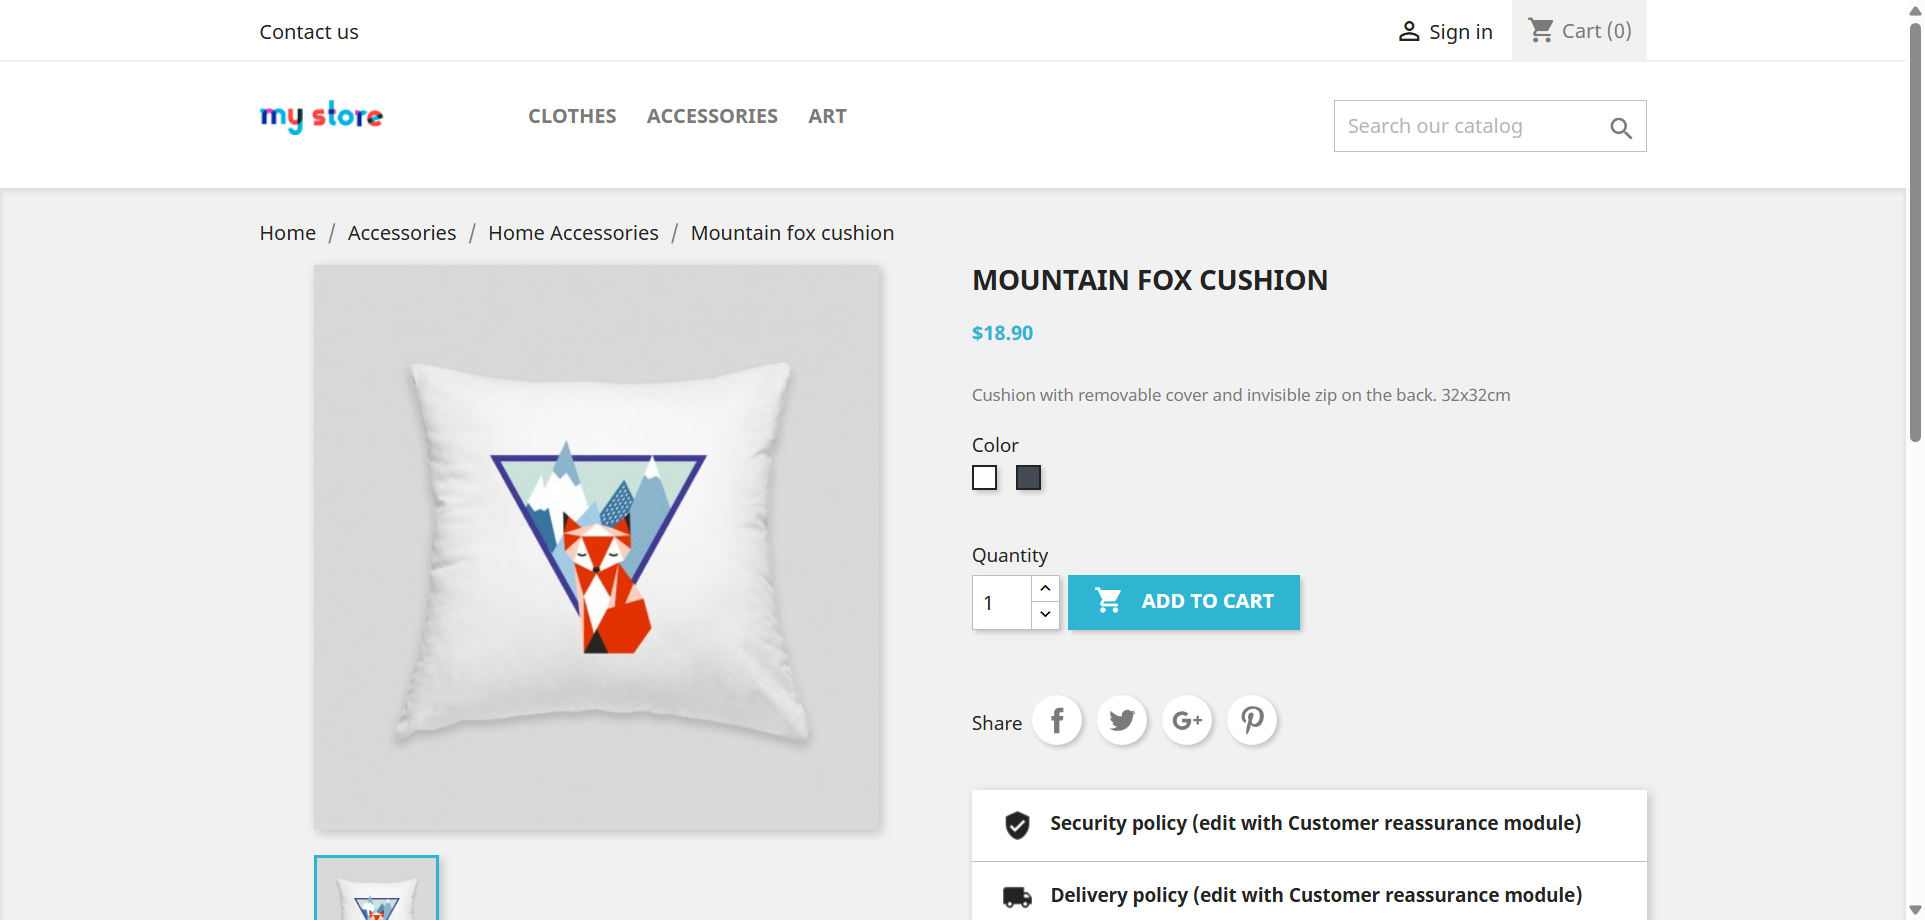 Contact us
Sign in
Cart (0)
my store
CLOTHES
ACCESSORIES
ART
Search our catalog
Home / Accessories / Home Accessories / Mountain fox cushion
MOUNTAIN FOX CUSHION
$18.90
Cushion with removable cover and invisible zip on the back. 32x32cm
Color
Quantity
1
ADD TO CART
Share
Security policy (edit with Customer reassurance module)
Delivery policy (edit with Customer reassurance module)